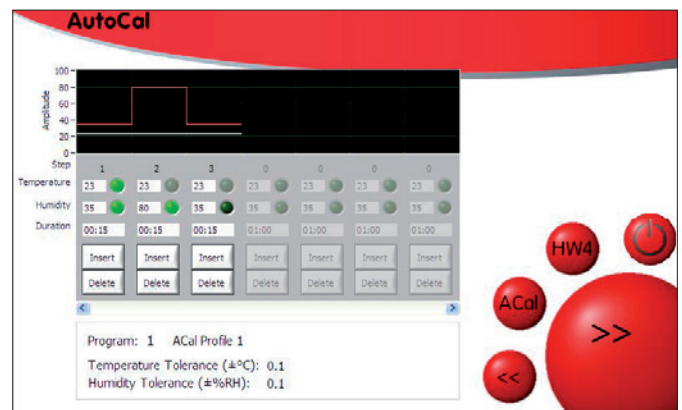 AutoCal
100
80
60
40
20
0
Amplitude
Step 1 2 3 0 0 0 0
Temperature 23 23 23 23 23 23 23
Humidity 35 80 35 35 35 35 35
Duration 00:15 00:15 00:15 01:00 01:00 01:00 01:00
Insert Insert Insert Insert Insert Insert Insert
Delete Delete Delete Delete Delete Delete Delete
Program: 1 ACal Profile 1
Temperature Tolerance (±°C): 0.1
Humidity Tolerance (±%RH): 0.1
HW4
ACal
>>
<<